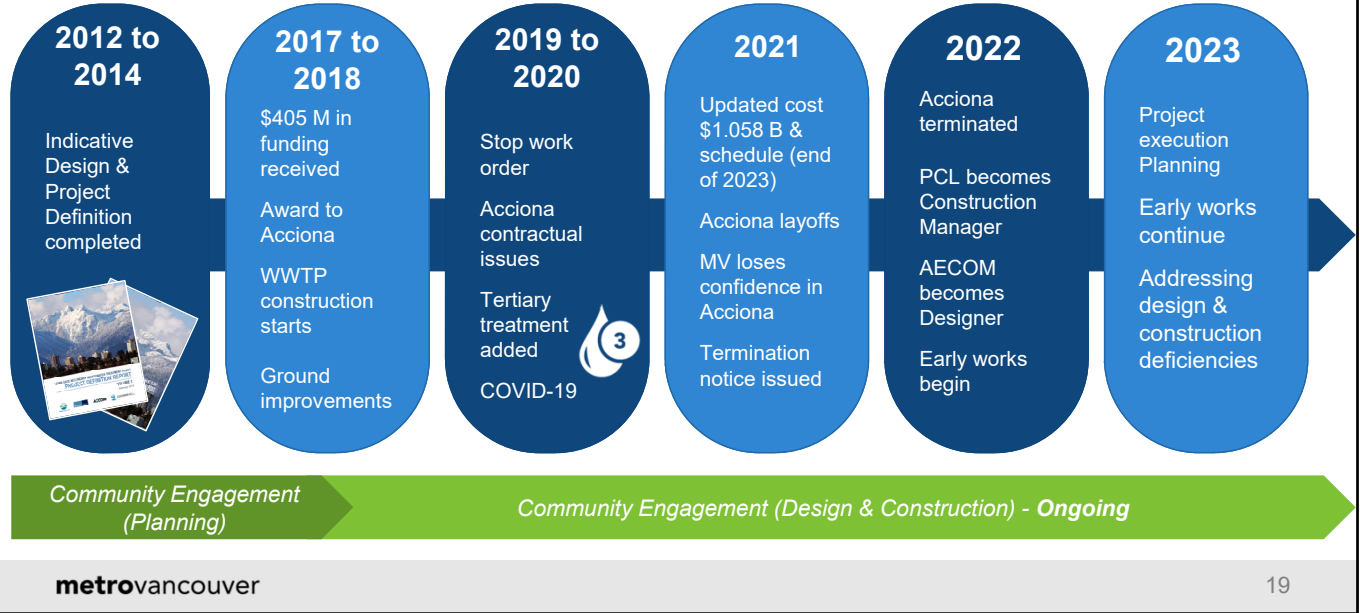 2012 to
2014
Indicative
Design &
Project
Definition
completed
PROJECT DEFINITION REPORT
2017 to
2018
$405 M in
funding
received
Award to
Acciona
WWTP
construction
starts
Ground
improvements
2019 to
2020
Stop work
order
Acciona
contractual
issues
Tertiary
treatment
added
3
COVID-19
2021
Updated cost
$1.058 B &
schedule (end
of 2023)
Acciona layoffs
MV loses
confidence in
Acciona
Termination
notice issued
2022
Acciona
terminated
PCL becomes
Construction
Manager
AECOM
becomes
Designer
Early works
begin
2023
Project
execution
Planning
Early works
continue
Addressing
design &
construction
deficiencies
Community Engagement
(Planning)
Community Engagement (Design & Construction) - Ongoing
metrovancouver
19